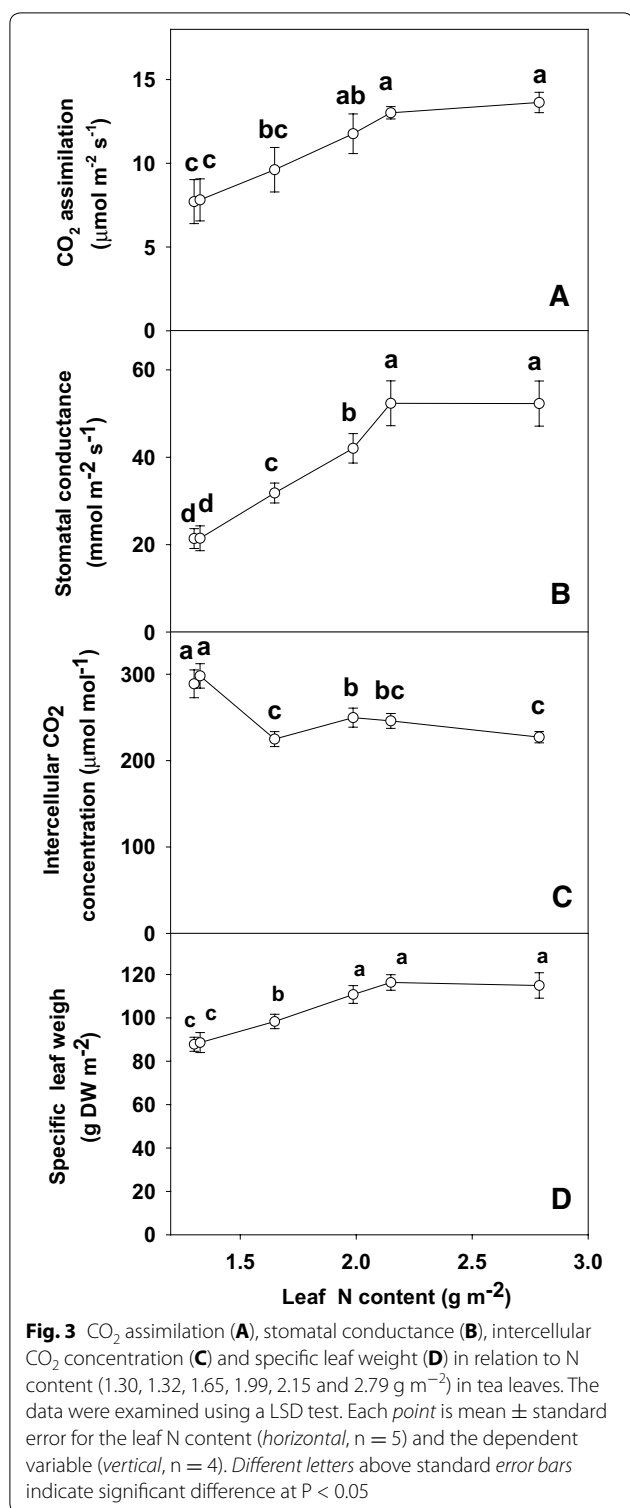 15
10
5
0
CO₂ assimilation
(µmol m⁻² s⁻¹)
c c bc ab a a
A
60
40
20
0
Stomatal conductance
(mmol m⁻² s⁻¹)
d d c b a a
B
300
200
100
0
Intercellular CO₂
concentration (µmol mol⁻¹)
a a c b bc c
C
120
100
80
60
40
20
0
Specific leaf weigh
(g DW m⁻²)
c c b a a a
D
1.5 2.0 2.5 3.0
Leaf N content (g m⁻²)
Fig. 3 CO₂ assimilation (A), stomatal conductance (B), intercellular
CO₂ concentration (C) and specific leaf weight (D) in relation to N
content (1.30, 1.32, 1.65, 1.99, 2.15 and 2.79 g m⁻²) in tea leaves. The
data were examined using a LSD test. Each point is mean ± standard
error for the leaf N content (horizontal, n = 5) and the dependent
variable (vertical, n = 4). Different letters above standard error bars
indicate significant difference at P < 0.05